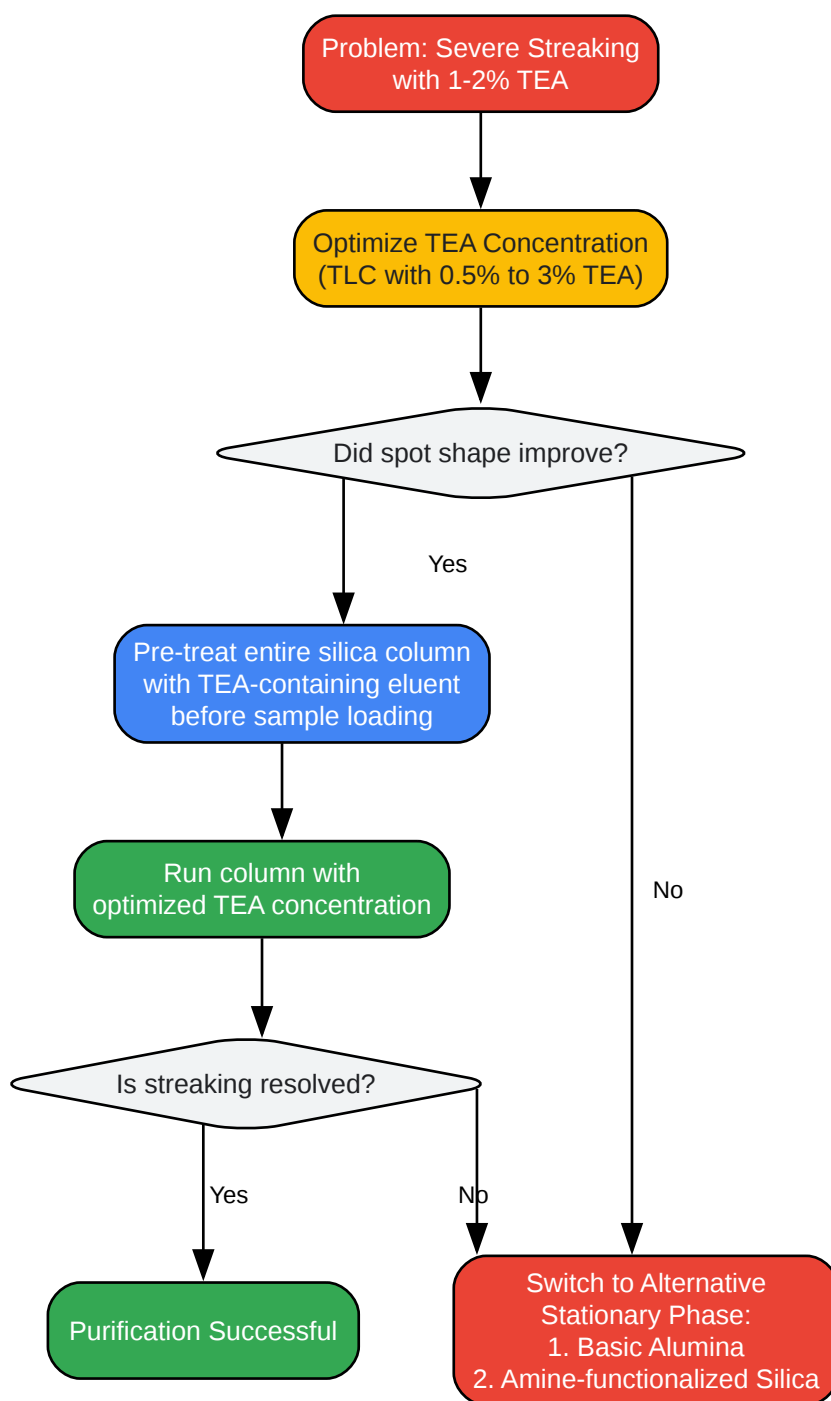 Problem: Severe Streaking
with 1-2% TEA
Optimize TEA Concentration
(TLC with 0.5% to 3% TEA)
Did spot shape improve?
Yes
Pre-treat entire silica column
with TEA-containing eluent
before sample loading
Run column with
optimized TEA concentration
No
Is streaking resolved?
Yes
No
Purification Successful
Switch to Alternative
Stationary Phase:
1. Basic Alumina
2. Amine-functionalized Silica